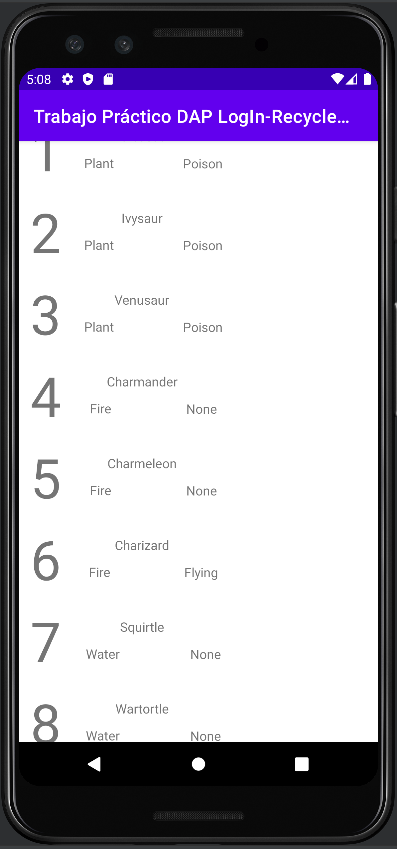 5:08
Trabajo Práctico DAP LogIn-Recycle...
1
Plant Poison
Ivysaur
2
Plant Poison
Venusaur
3
Plant Poison
Charmander
4
Fire None
Charmeleon
5
Fire None
Charizard
6
Fire Flying
Squirtle
7
Water None
Wartortle
8
Water None